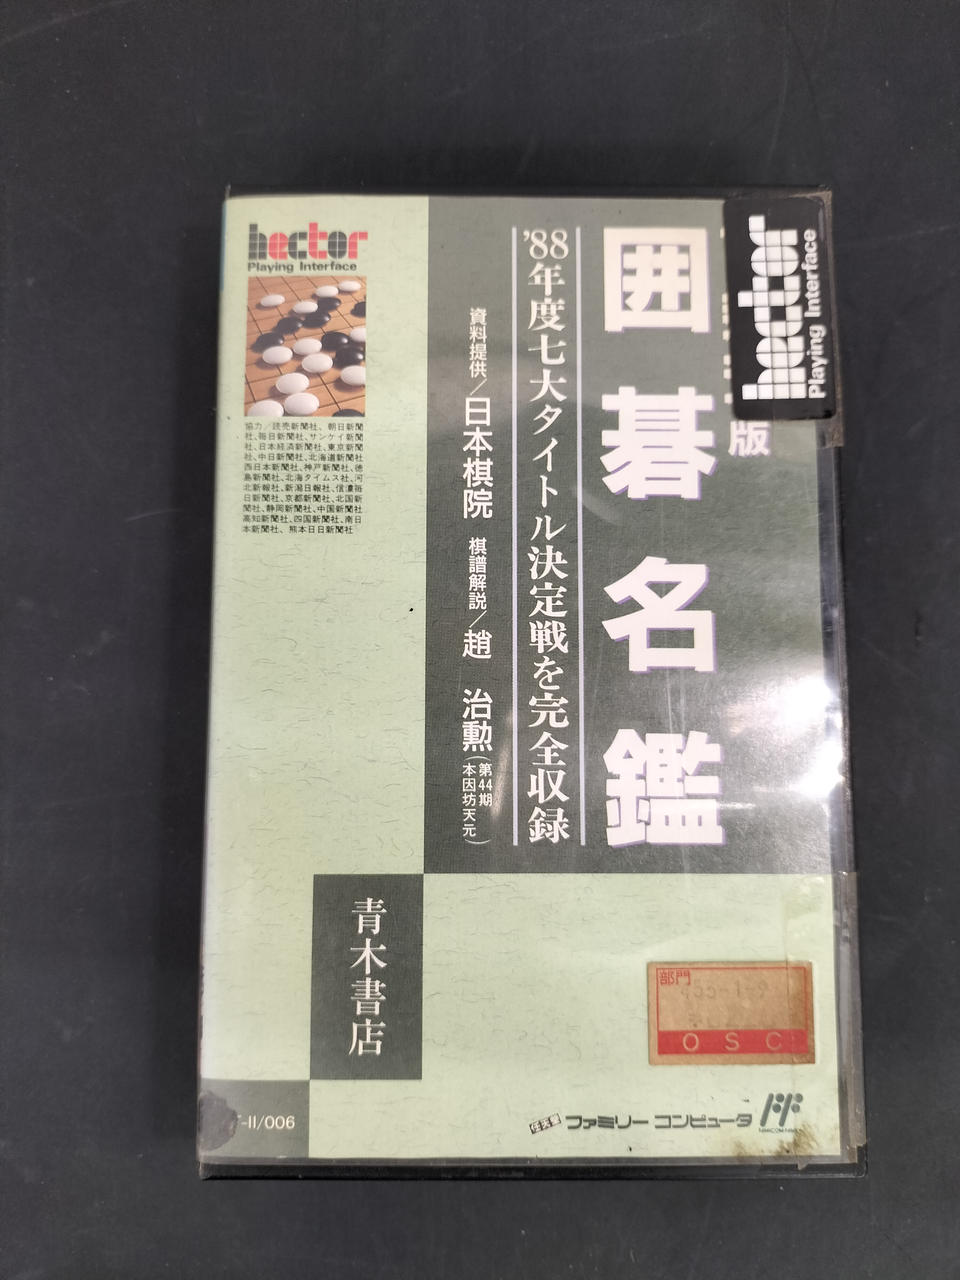 hector
Playing Interface
版
囲碁名鑑
'88年度七大タイトル決定戦を完全収録
資料提供/日本棋院 棋譜解説/趙 治勲(第44期本因坊天元)
hector
Playing Interface
協力/読売新聞社、朝日新聞
社、毎日新聞社、サンケイ新聞
社、日本経済新聞社、東京新聞
社、中日新聞社、北海道新聞社
西日本新聞社、神戸新聞社、徳
島新聞社、北海タイムス社、河
北新報社、新潟日報社、信濃毎
日新聞社、京都新聞社、北国新
聞社、静岡新聞社、中国新聞社
高知新聞社、四国新聞社、南日
本新聞社、熊本日日新聞社
青木書店
部門
OSC
-II/006
任天堂 ファミリーコンピュータ
FAMICOM FAMILY